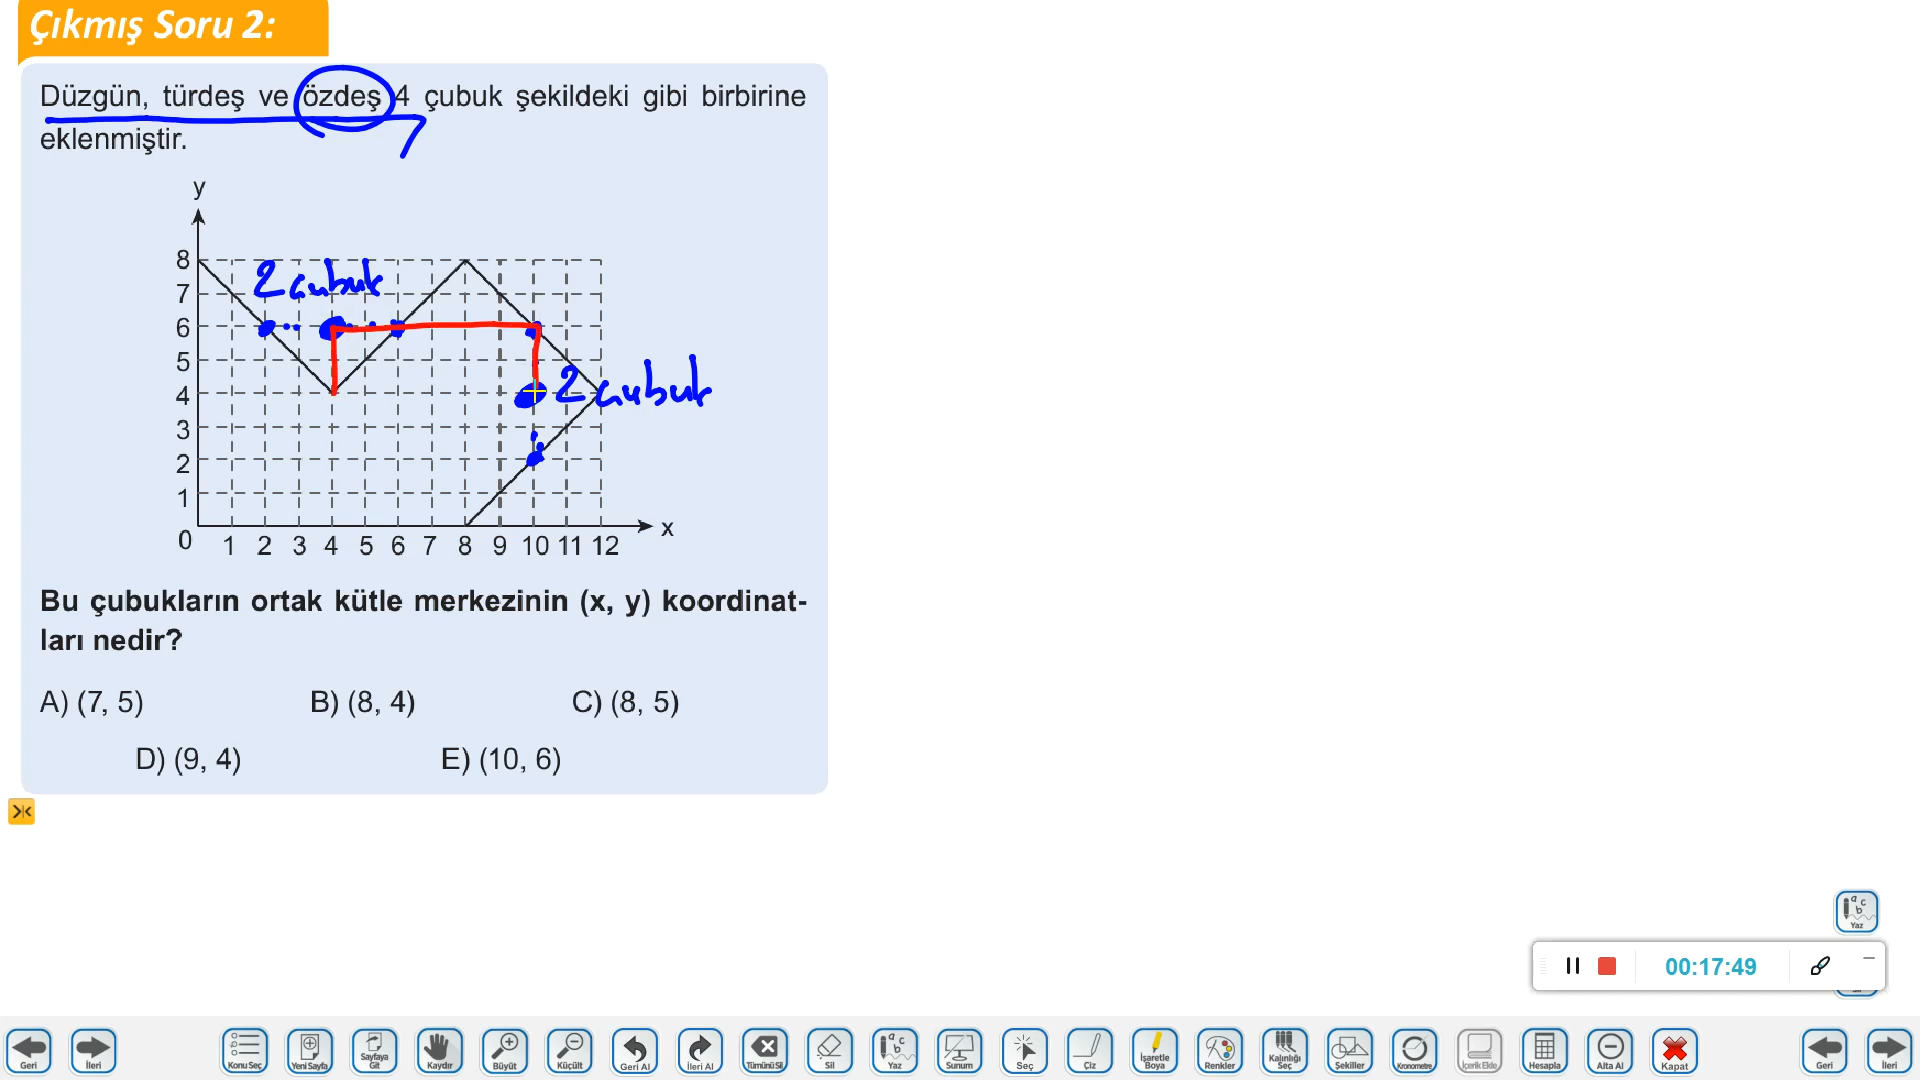 Çıkmış Soru 2:
Düzgün, türdeş ve özdeş 4 çubuk şekildeki gibi birbirine
eklenmiştir.
y
8
7
6
5
4
3
2
1
0
1 2 3 4 5 6 7 8 9 10 11 12
x
2 çubuk
2 çubuk
Bu çubukların ortak kütle merkezinin (x, y) koordinat-
ları nedir?
A) (7, 5) B) (8, 4) C) (8, 5)
D) (9, 4) E) (10, 6)
a b c
Yaz
00:17:49
Geri İleri Konu Seç Yeni Sayfa Sayfaya Git Kaydır Büyüt Küçült Geri Al İleri Al Tümünü Sil Sil Yaz Sunum Seç Çiz İşaretle Boya Renkler Kalınlığı Seç Şekiller Kronometre İçerik Ekle Hesapla Alta Al Kapat Geri İleri